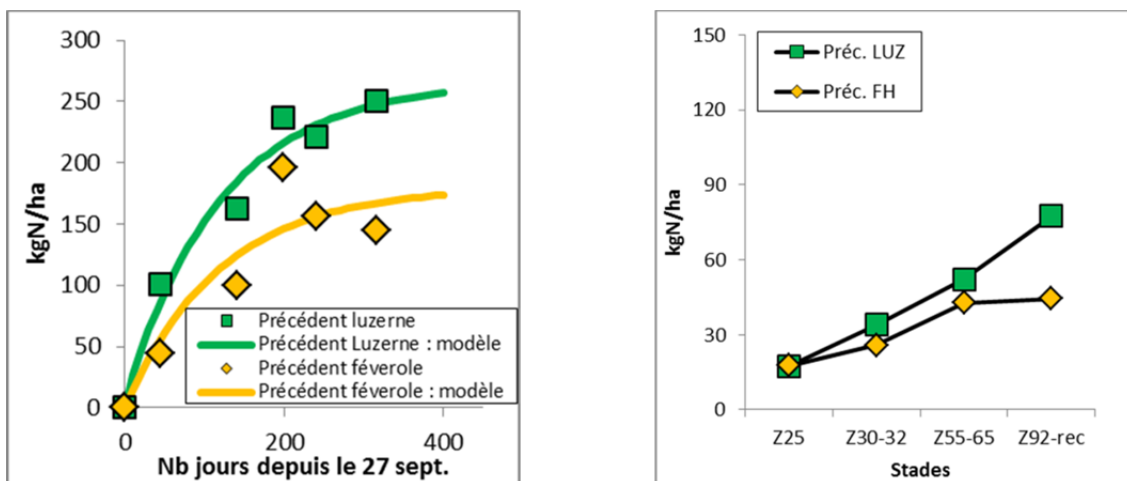 300
250
200
150
100
50
0
kgN/ha
Précédent luzerne
Précédent Luzerne : modèle
Précédent féverole
Précédent féverole : modèle
0 200 400
Nb jours depuis le 27 sept.
150
120
90
60
30
0
kgN/ha
Préc. LUZ
Préc. FH
Z25 Z30-32 Z55-65 Z92-rec
Stades